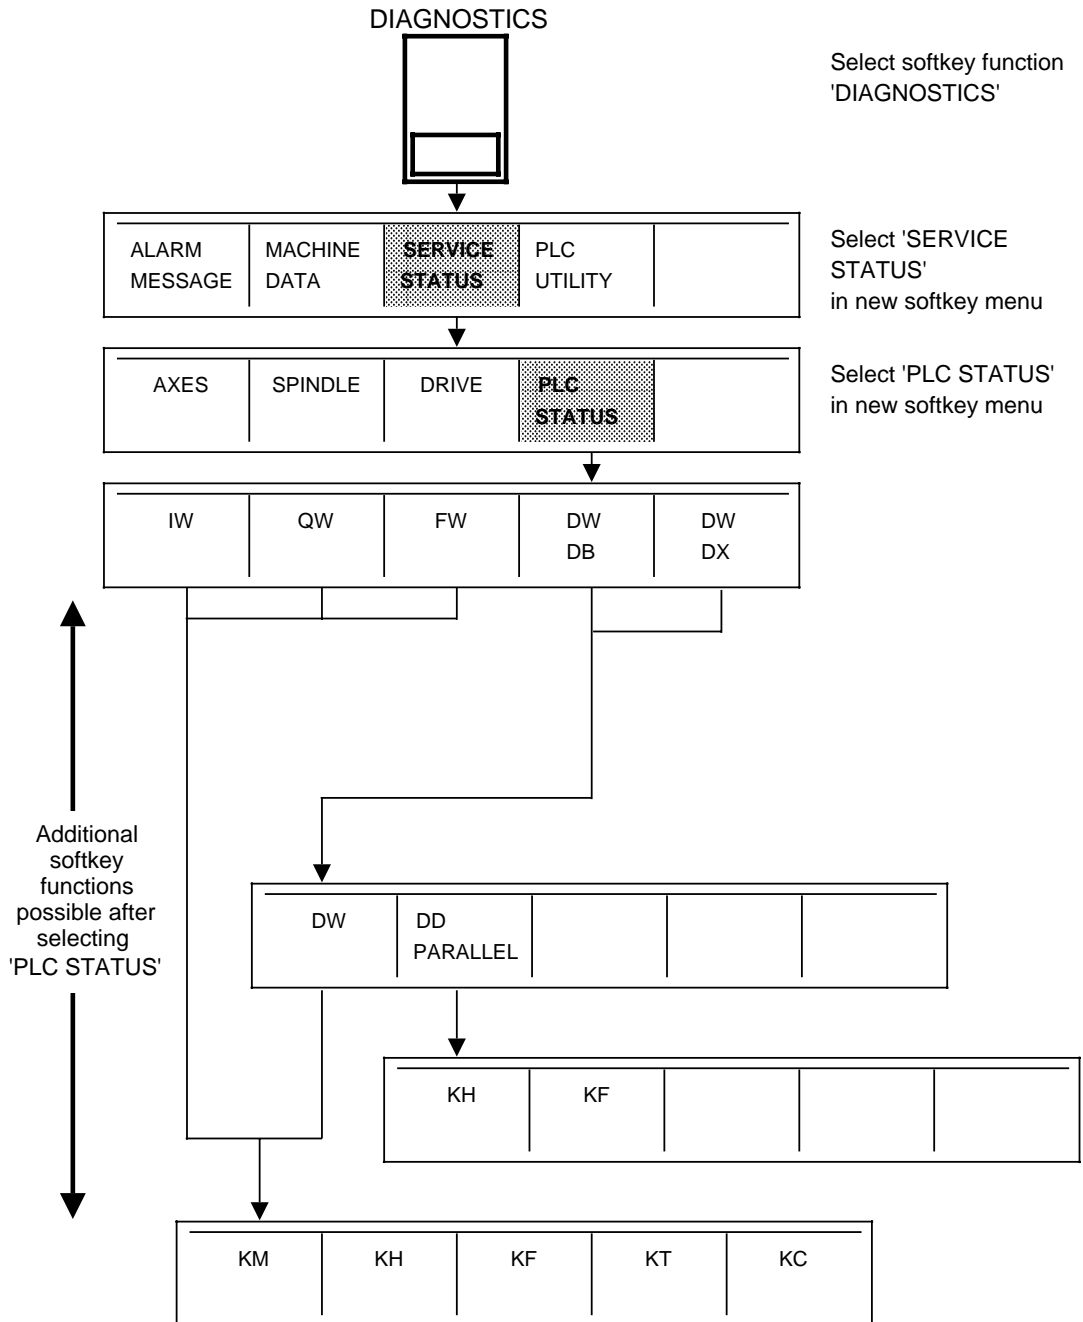 DIAGNOSTICS
Select softkey function
'DIAGNOSTICS'
ALARM MESSAGE
MACHINE DATA
SERVICE STATUS
PLC UTILITY
Select 'SERVICE
STATUS'
in new softkey menu
AXES
SPINDLE
DRIVE
PLC STATUS
Select 'PLC STATUS'
in new softkey menu
IW
QW
FW
DW DB
DW DX
Additional
softkey
functions
possible after
selecting
'PLC STATUS'
DW
DD PARALLEL
KH
KF
KM
KH
KF
KT
KC